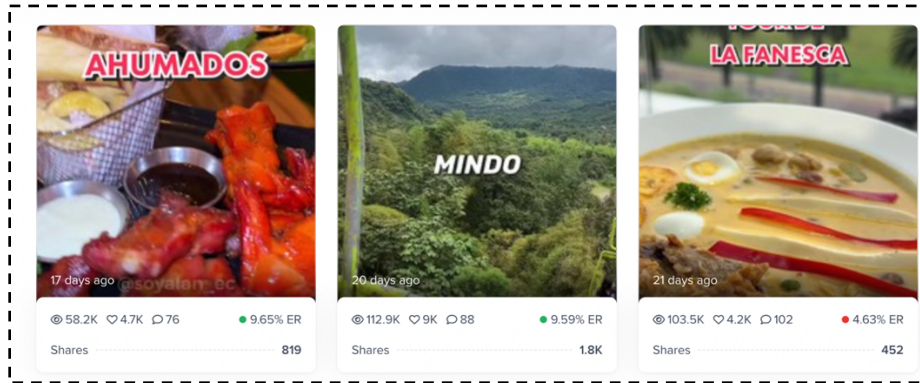 AHUMADOS
17 days ago
58.2K 4.7K 76 9.65% ER
Shares 819
MINDO
20 days ago
112.9K 9K 88 9.59% ER
Shares 1.8K
LA FANESCA
21 days ago
103.5K 4.2K 102 4.63% ER
Shares 452